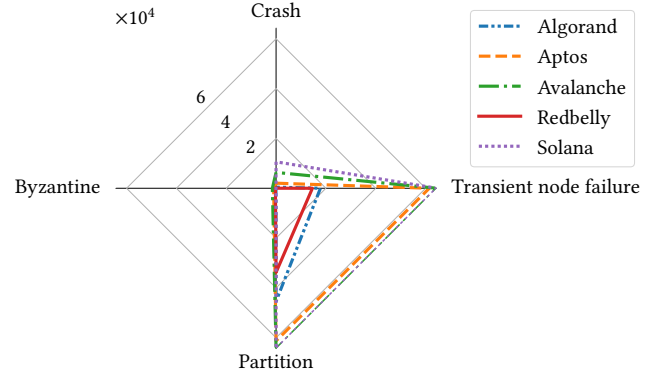 ×10⁴
Crash
6
4
2
Byzantine
Transient node failure
Partition
Algorand
Aptos
Avalanche
Redbelly
Solana